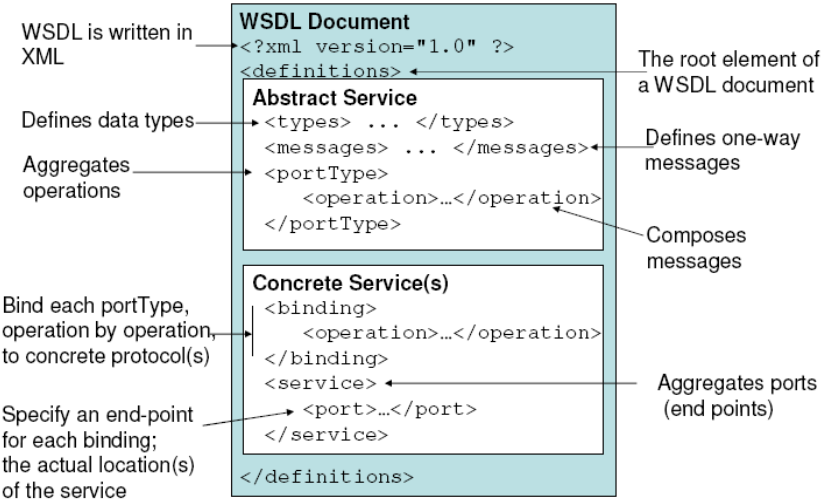 WSDL is written in
XML
Defines data types
Aggregates
operations
Bind each portType,
operation by operation,
to concrete protocol(s)
Specify an end-point
for each binding;
the actual location(s)
of the service
WSDL Document
<?xml version="1.0" ?>
<definitions>
Abstract Service
<types> ... </types>
<messages> ... </messages>
<portType>
<operation>…</operation>
</portType>
Concrete Service(s)
<binding>
<operation>…</operation>
</binding>
<service>
<port>…</port>
</service>
</definitions>
The root element of
a WSDL document
Defines one-way
messages
Composes
messages
Aggregates ports
(end points)